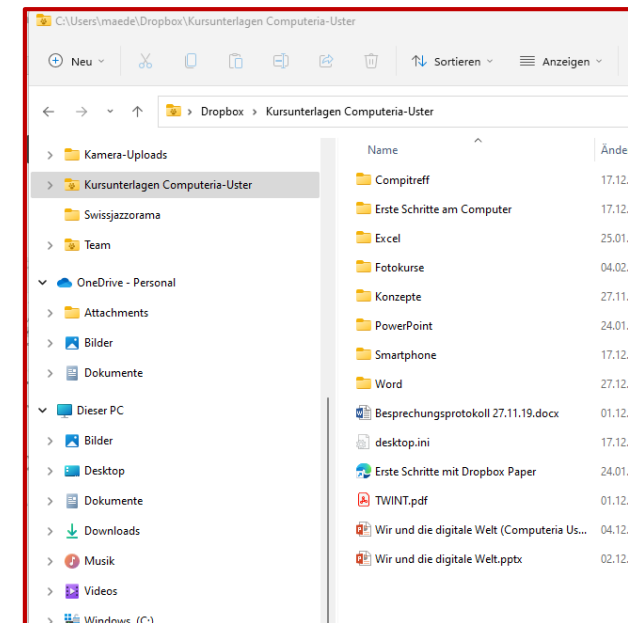 C:\Users\maede\Dropbox\Kursunterlagen Computeria-Uster
Neu
Sortieren
Anzeigen
Dropbox > Kursunterlagen Computeria-Uster
Kamera-Uploads
Kursunterlagen Computeria-Uster
Swissjazzorama
Team
OneDrive - Personal
Attachments
Bilder
Dokumente
Dieser PC
Bilder
Desktop
Dokumente
Downloads
Musik
Videos
Windows (C:)
Name Ände
Compitreff 17.12.
Erste Schritte am Computer 17.12.
Excel 25.01.
Fotokurse 04.02.
Konzepte 27.11.
PowerPoint 24.01.
Smartphone 17.12.
Word 27.12.
Besprechungsprotokoll 27.11.19.docx 01.12.
desktop.ini 17.12.
Erste Schritte mit Dropbox Paper 24.01.
TWINT.pdf 01.12.
Wir und die digitale Welt (Computeria Us... 04.12.
Wir und die digitale Welt.pptx 02.12.